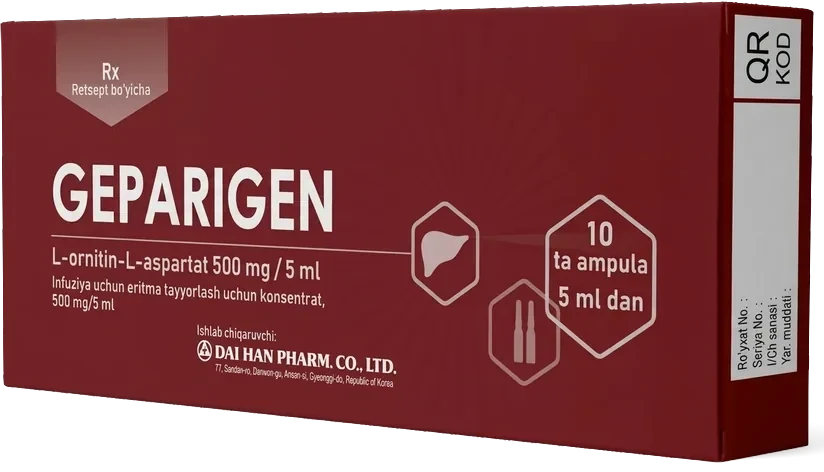 Rx
Retsept bo'yicha
GEPARIGEN
L-ornitin-L-aspartat 500 mg / 5 ml
Infuziya uchun eritma tayyorlash uchun konsentrat,
500 mg/5 ml
Ishlab chiqaruvchi:
DAI HAN PHARM. CO., LTD.
77, Sandan-ro, Danwon-gu, Ansan-si, Gyeonggi-do, Republic of Korea
10
ta ampula
5 ml dan
QR
KOD
Ro'yxat No. :
Seriya No. :
I/Ch sanasi :
Yar. muddati :